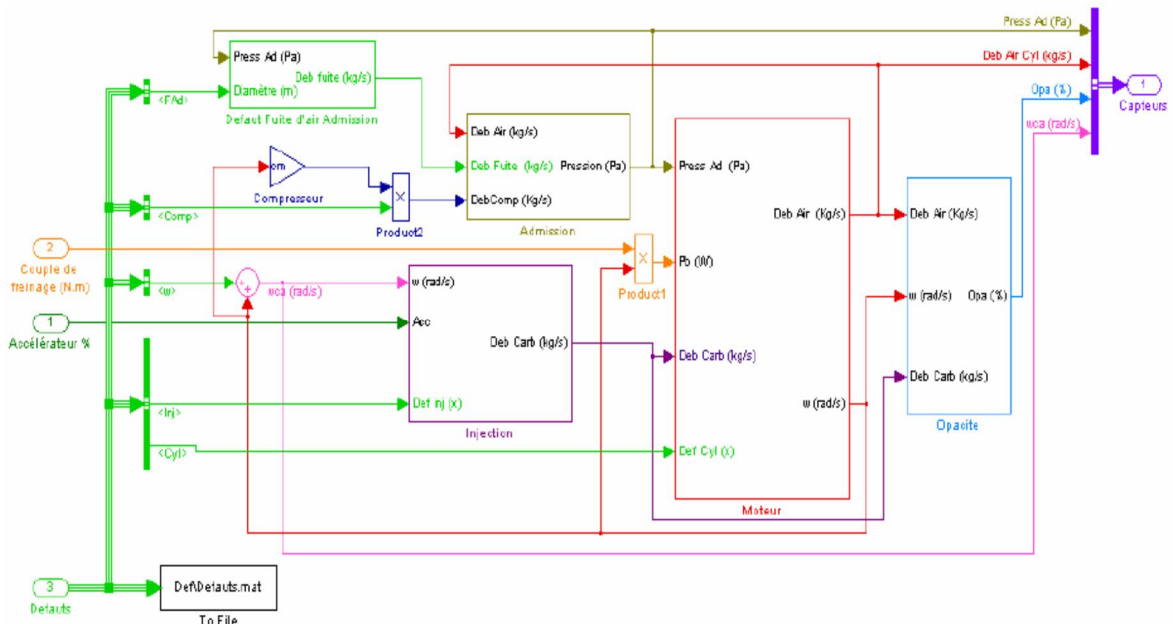 Press Ad (Pa)
Deb Air Cyl (kg/s)
Opa (%)
wca (rad/s)
1
Capteurs
Press Ad (Pa)
Deb fuite (kg/s)
Diamètre (m)
Defaut Fuite d'air Admission
<FAd>
Deb Air (kg/s)
Deb Fuite (kg/s)
Pression (Pa)
DebComp (Kg/s)
Admission
om
Compresseur
×
Product2
<Comp>
2
Couple de
freinage (N.m)
<w>
+
+
wca (rad/s)
1
Accélérateur %
w (rad/s)
Acc
Deb Carb (kg/s)
Def inj (x)
Injection
<Inj>
<Cyl>
×
Product1
Press Ad (Pa)
Deb Air (Kg/s)
Pb (W)
Deb Carb (kg/s)
w (rad/s)
Def Cyl (x)
Moteur
Deb Air (Kg/s)
w (rad/s)
Opa (%)
Deb Carb (kg/s)
Opacite
3
Defauts
Def\Defauts.mat
To File